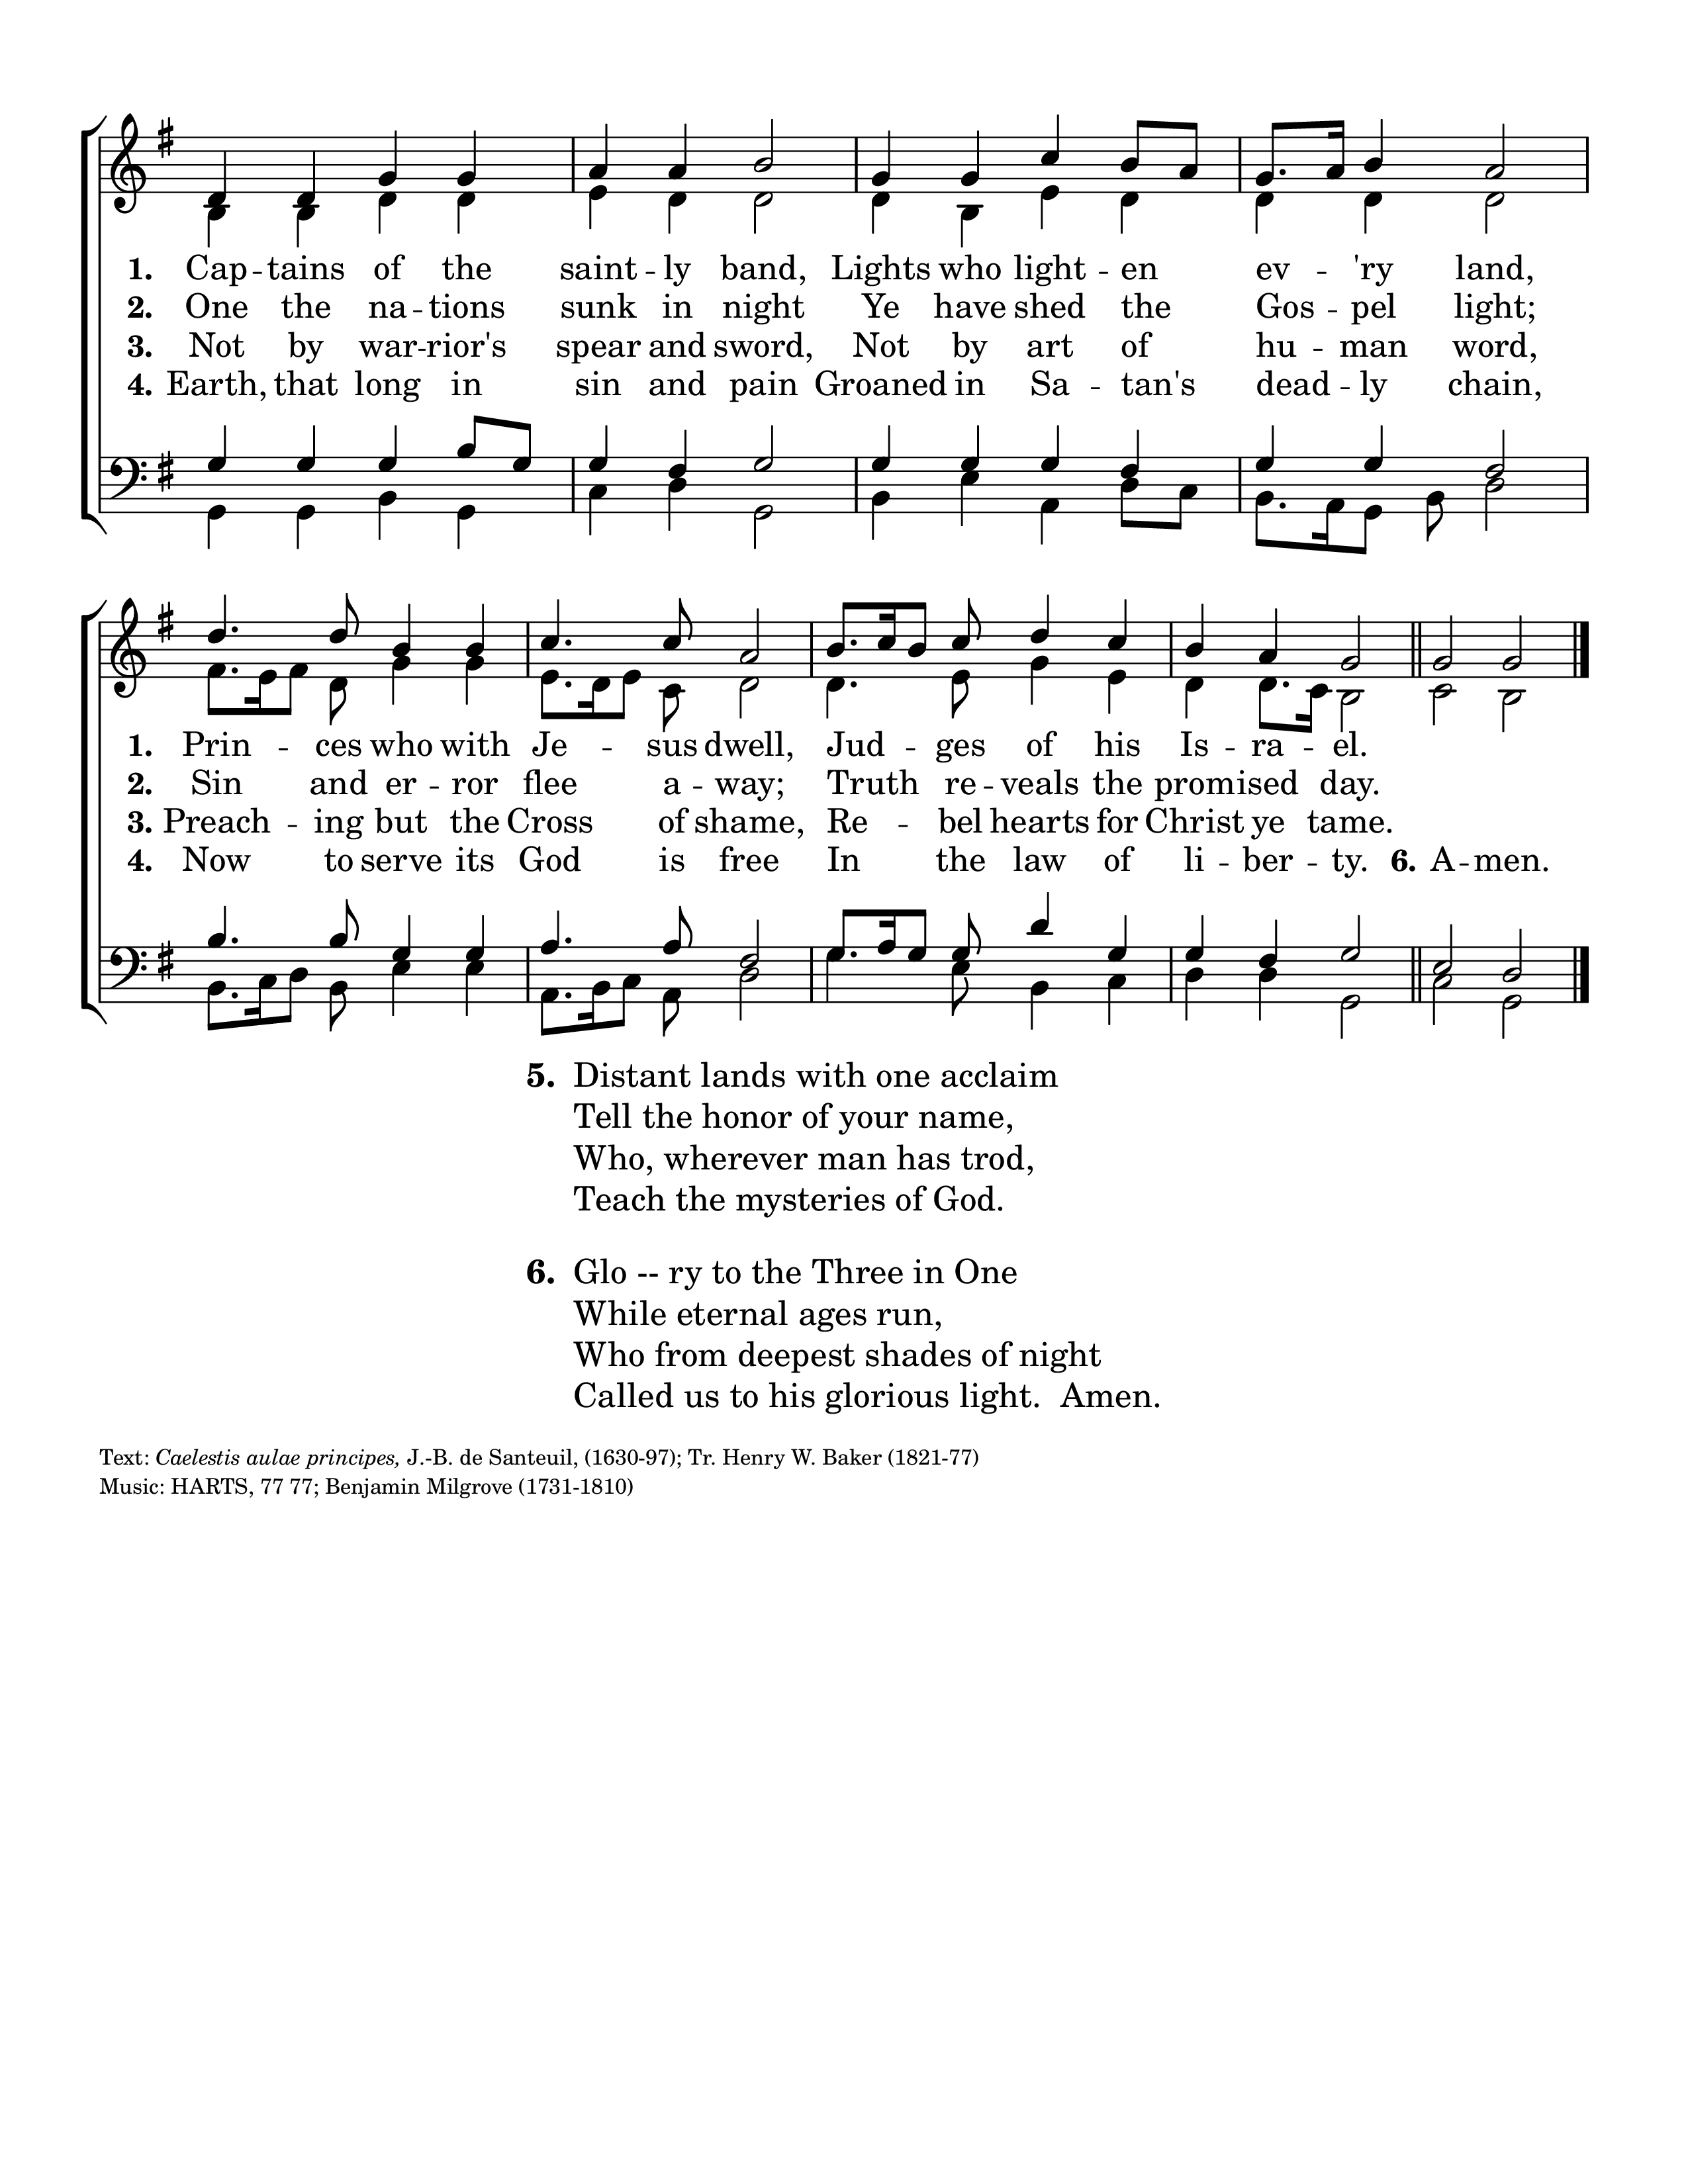 1. Cap -- tains of the saint -- ly band, Lights who light -- en ev -- 'ry land,
2. One the na -- tions sunk in night Ye have shed the Gos -- pel light;
3. Not by war -- rior's spear and sword, Not by art of hu -- man word,
4. Earth, that long in sin and pain Groaned in Sa -- tan's dead -- ly chain,
1. Prin -- ces who with Je -- sus dwell, Jud -- ges of his Is -- ra -- el.
2. Sin and er -- ror flee a -- way; Truth re -- veals the promised day.
3. Preach -- ing but the Cross of shame, Re -- bel hearts for Christ ye tame.
4. Now to serve its God is free In the law of li -- ber -- ty. 6. A -- men.
5. Distant lands with one acclaim
Tell the honor of your name,
Who, wherever man has trod,
Teach the mysteries of God.
6. Glo -- ry to the Three in One
While eternal ages run,
Who from deepest shades of night
Called us to his glorious light. Amen.
Text: Caelestis aulae principes, J.-B. de Santeuil, (1630-97); Tr. Henry W. Baker (1821-77)
Music: HARTS, 77 77; Benjamin Milgrove (1731-1810)